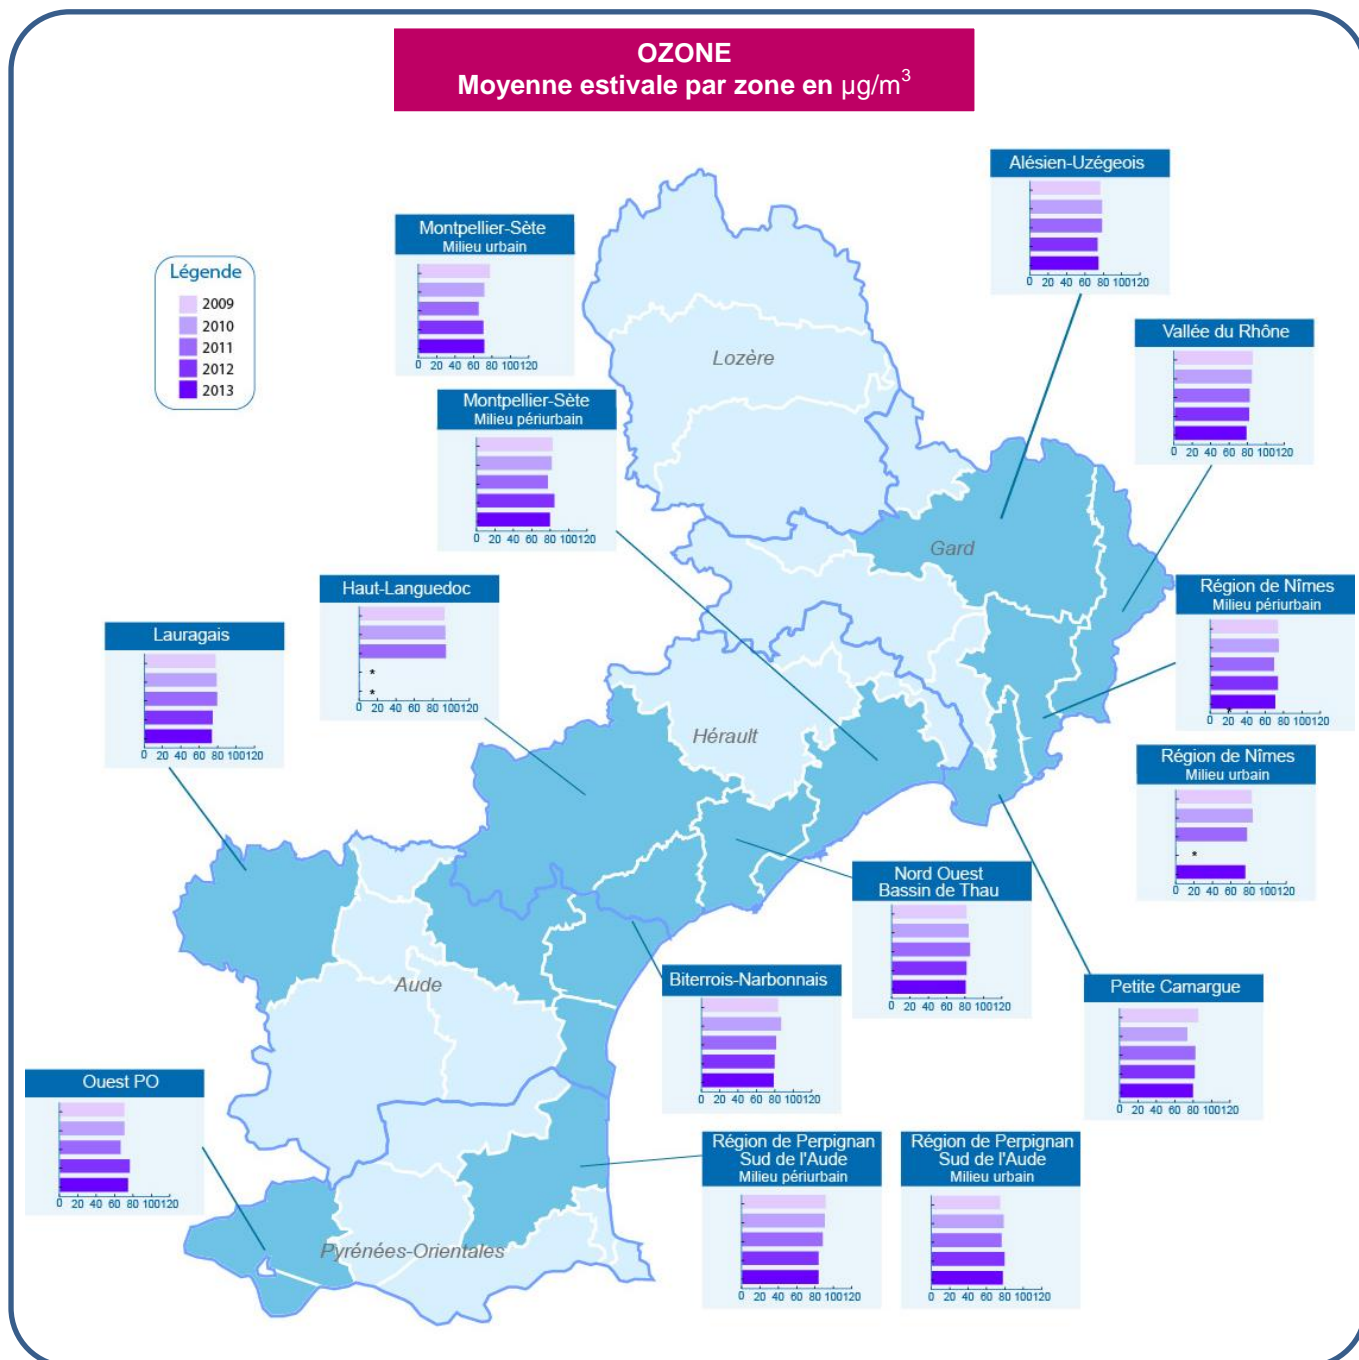 OZONE
Moyenne estivale par zone en µg/m³
Alésien-Uzégeois
0 20 40 60 80 100 120
Montpellier-Sète
Milieu urbain
0 20 40 60 80 100 120
Légende
2009
2010
2011
2012
2013
Vallée du Rhône
0 20 40 60 80 100 120
Lozère
Montpellier-Sète
Milieu périurbain
0 20 40 60 80 100 120
Gard
Haut-Languedoc
*
*
0 20 40 60 80 100 120
Région de Nîmes
Milieu périurbain
*
0 20 40 60 80 100 120
Lauragais
0 20 40 60 80 100 120
Hérault
Région de Nîmes
Milieu urbain
*
0 20 40 60 80 100 120
Nord Ouest
Bassin de Thau
0 20 40 60 80 100 120
Aude
Biterrois-Narbonnais
0 20 40 60 80 100 120
Petite Camargue
0 20 40 60 80 100 120
Ouest PO
0 20 40 60 80 100 120
Région de Perpignan
Sud de l'Aude
Milieu périurbain
0 20 40 60 80 100 120
Région de Perpignan
Sud de l'Aude
Milieu urbain
0 20 40 60 80 100 120
Pyrénées-Orientales